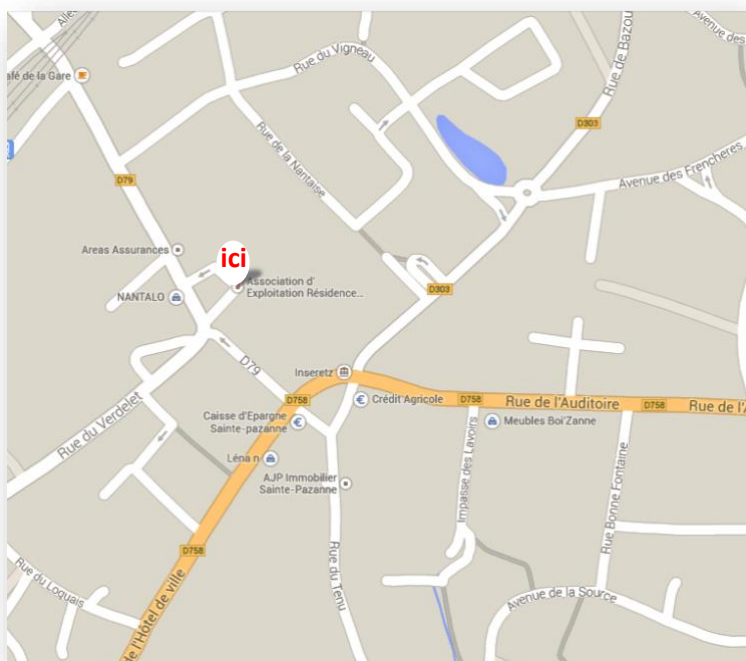 Rue du Vigneau
Rue de Bazou
Avenue des
D303
Café de la Gare
Rue de la Nantaise
D79
Avenue des Frenchères
Areas Assurances
ici
Association d'
Exploitation Résidence...
NANTALO
D303
D79
Inseretz
D758
Crédit Agricole
D758
Rue de l'Auditoire
D758
Rue de l'A
Caisse d'Epargne
Sainte-pazanne
Meubles Boi'Zanne
Rue du Verdelet
Léna n
AJP Immobilier
Sainte-Pazanne
Impasse des Lavoirs
Rue Bonne Fontaine
D758
Rue du Tenu
Rue du Loquais
Avenue de la Source
de l'Hôtel de ville